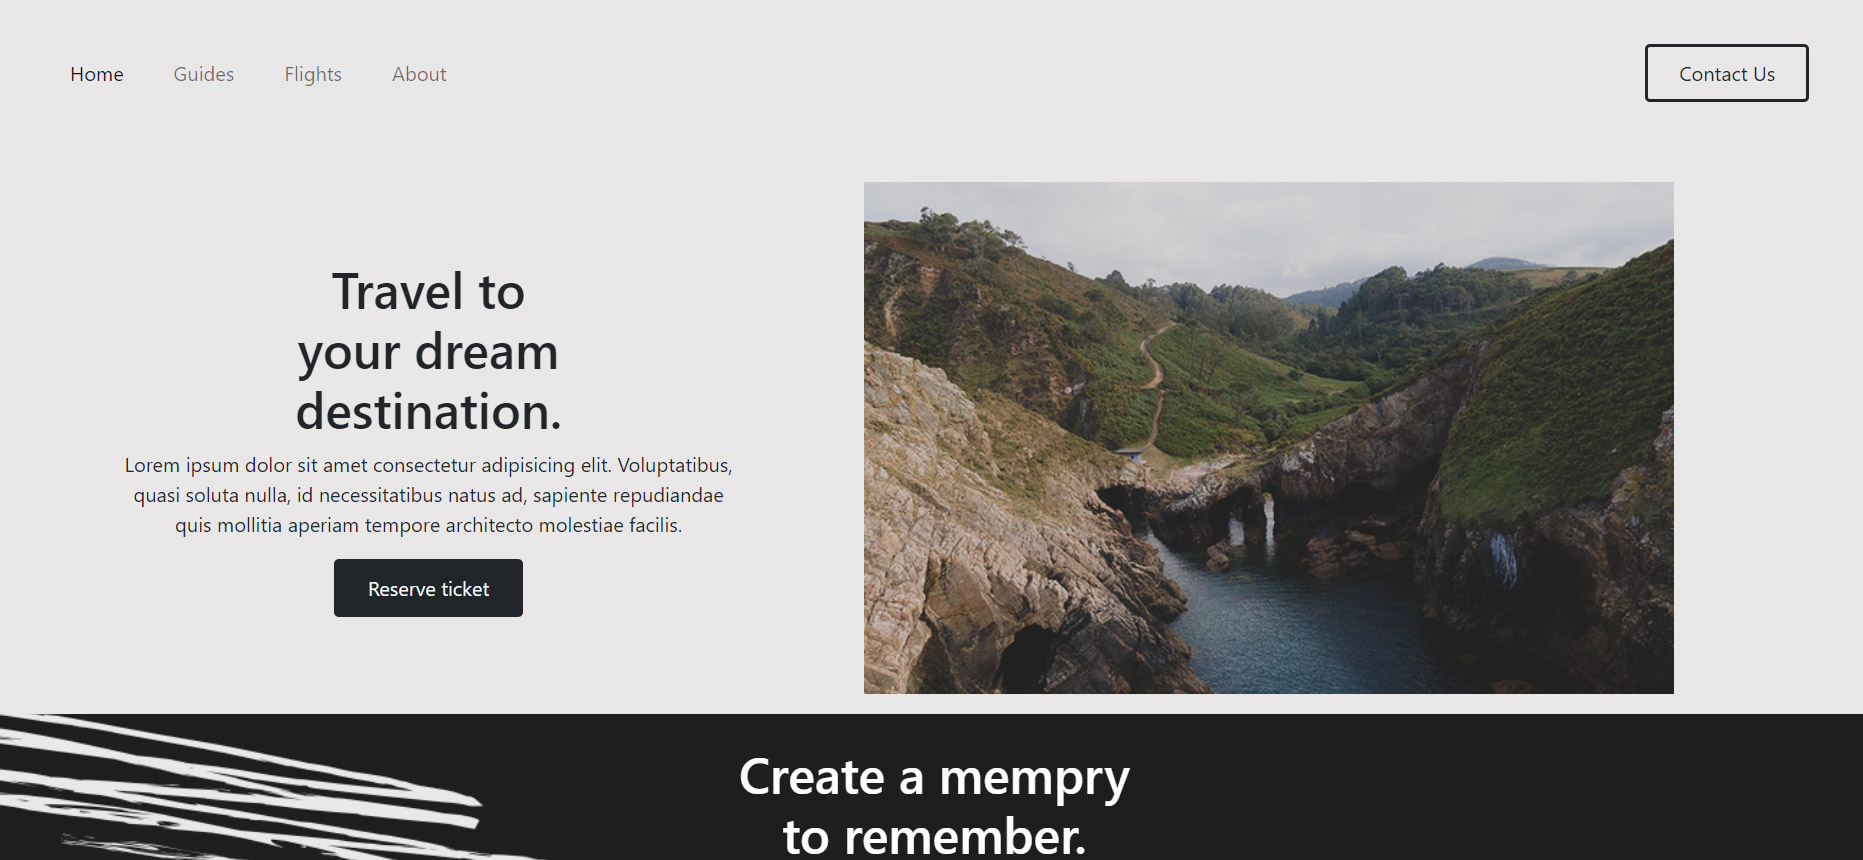 Home Guides Flights About Contact Us
Travel to
your dream
destination.
Lorem ipsum dolor sit amet consectetur adipisicing elit. Voluptatibus,
quasi soluta nulla, id necessitatibus natus ad, sapiente repudiandae
quis mollitia aperiam tempore architecto molestiae facilis.
Reserve ticket
Create a mempry
to remember.